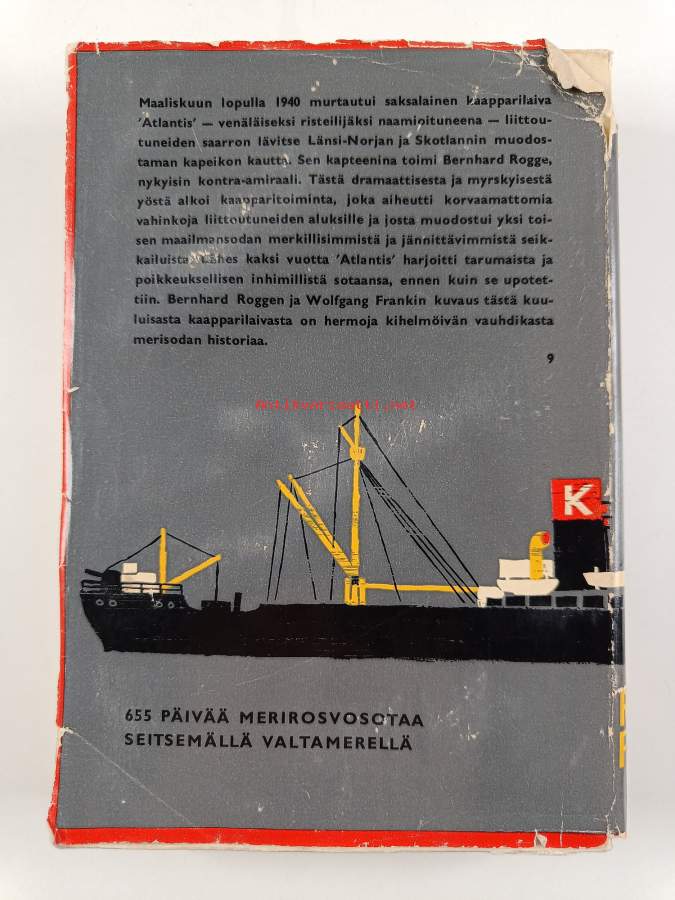 Maaliskuun lopulla 1940 murtautui saksalainen kaapparilaiva
'Atlantis' — venäläiseksi risteilijäksi naamioituneena — liittou-
tuneiden saarron lävitse Länsi-Norjan ja Skotlannin muodos-
taman kapeikon kautta. Sen kapteenina toimi Bernhard Rogge,
nykyisin kontra-amiraali. Tästä dramaattisesta ja myrskyisestä
yöstä alkoi kaapparitoiminta, joka aiheutti korvaamattomia
vahinkoja liittoutuneiden aluksille ja josta muodostui yksi toi-
sen maailmansodan merkillisimmistä ja jännittävimmistä seik-
kailuista. Lähes kaksi vuotta 'Atlantis' harjoitti tarumaista ja
poikkeuksellisen inhimillistä sotaansa, ennen kuin se upotet-
tiin. Bernhard Roggen ja Wolfgang Frankin kuvaus tästä kuu-
luisasta kaapparilaivasta on hermoja kihelmöivän vauhdikasta
merisodan historiaa.
9
Antikvariaatti.net
K
655 PÄIVÄÄ MERIROSVOSOTAA
SEITSEMÄLLÄ VALTAMERELLÄ